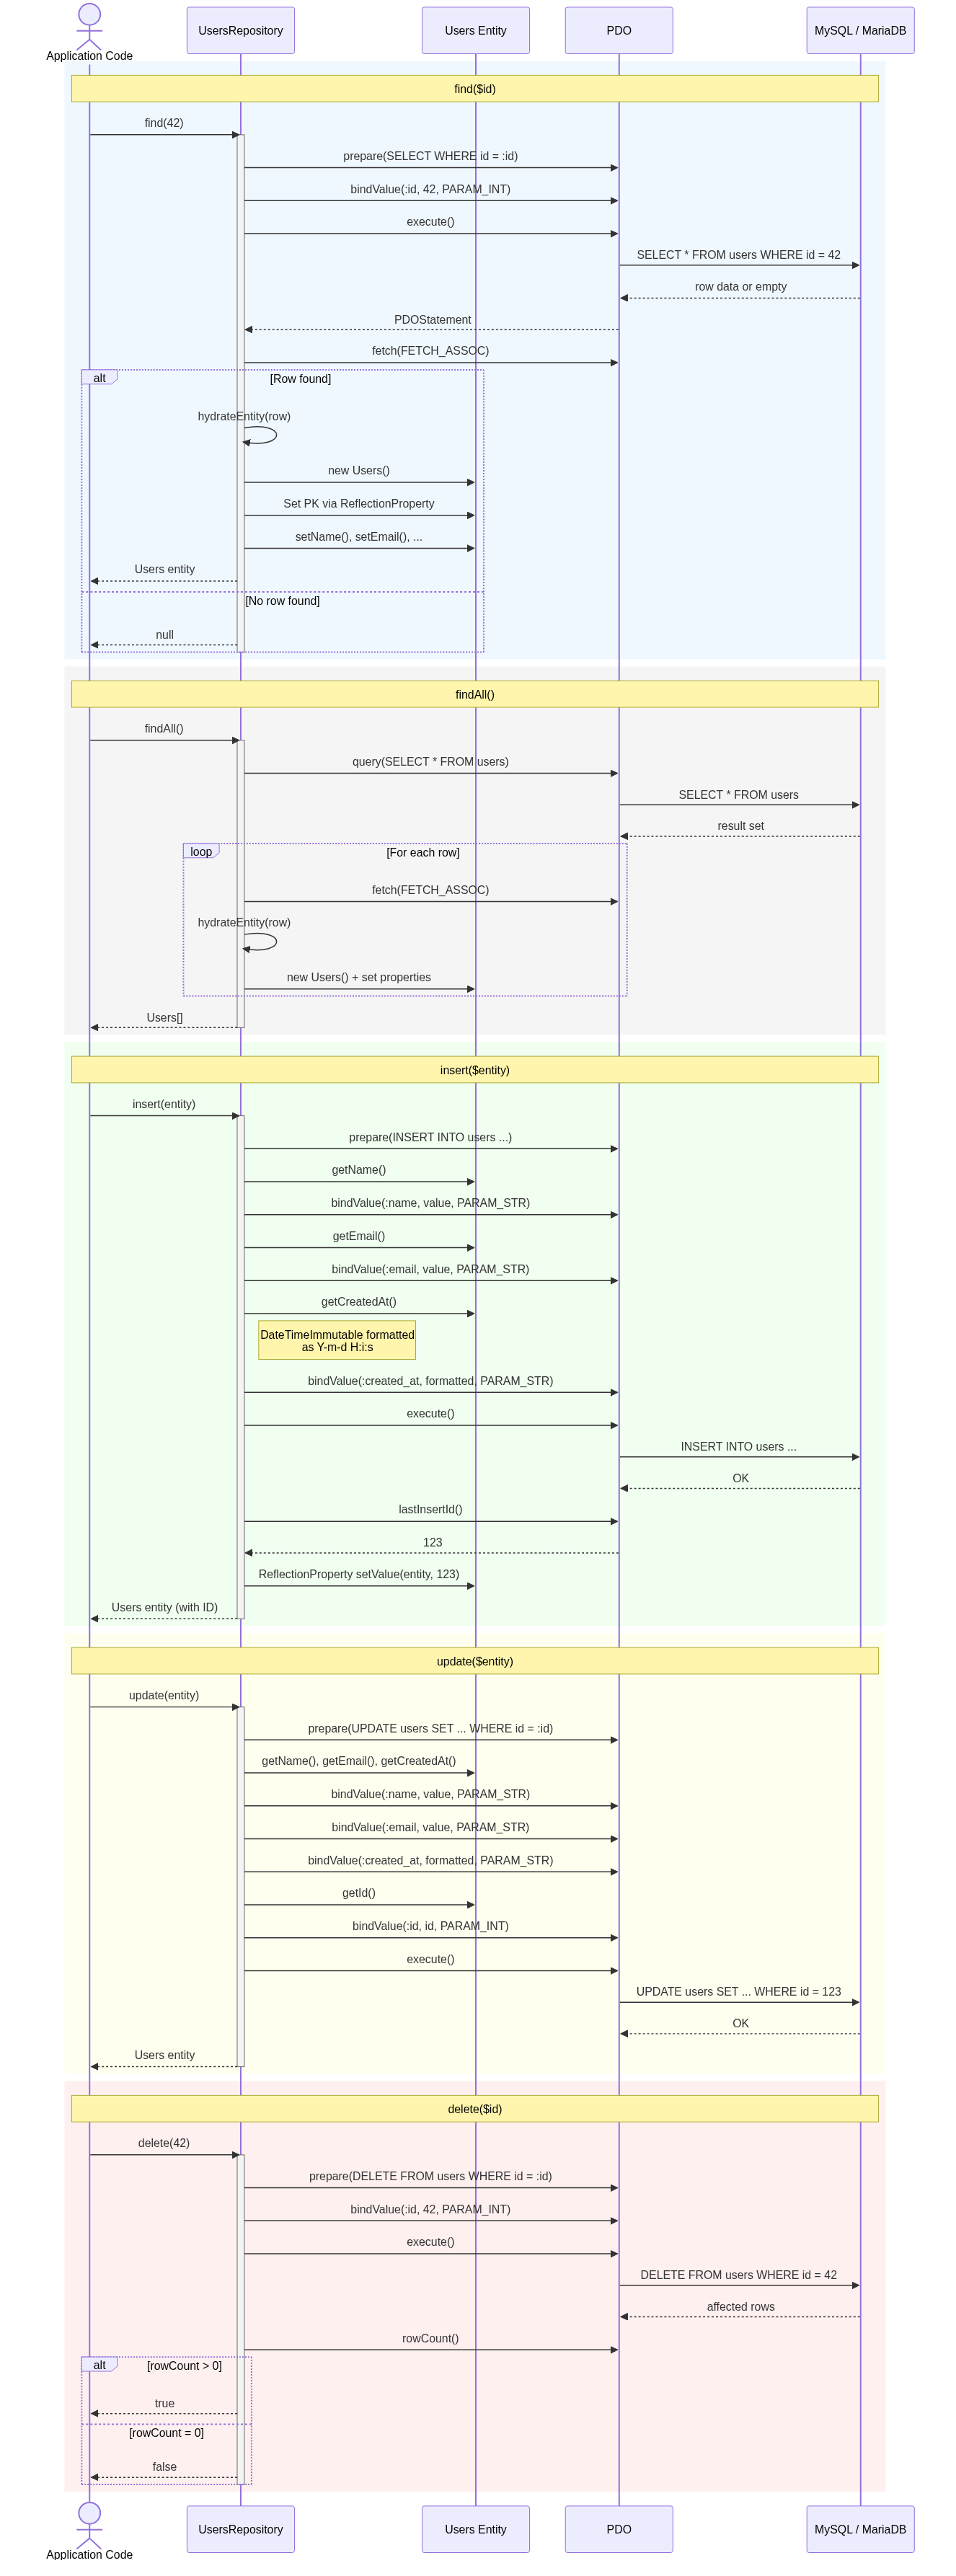 Application Code
UsersRepository
Users Entity
PDO
MySQL / MariaDB
find($id)
find(42)
prepare(SELECT WHERE id = :id)
bindValue(:id, 42, PARAM_INT)
execute()
SELECT * FROM users WHERE id = 42
row data or empty
PDOStatement
fetch(FETCH_ASSOC)
alt
[Row found]
hydrateEntity(row)
new Users()
Set PK via ReflectionProperty
setName(), setEmail(), ...
Users entity
[No row found]
null
findAll()
findAll()
query(SELECT * FROM users)
SELECT * FROM users
result set
loop
[For each row]
fetch(FETCH_ASSOC)
hydrateEntity(row)
new Users() + set properties
Users[]
insert($entity)
insert(entity)
prepare(INSERT INTO users ...)
getName()
bindValue(:name, value, PARAM_STR)
getEmail()
bindValue(:email, value, PARAM_STR)
getCreatedAt()
DateTimeImmutable formatted
as Y-m-d H:i:s
bindValue(:created_at, formatted, PARAM_STR)
execute()
INSERT INTO users ...
OK
lastInsertId()
123
ReflectionProperty setValue(entity, 123)
Users entity (with ID)
update($entity)
update(entity)
prepare(UPDATE users SET ... WHERE id = :id)
getName(), getEmail(), getCreatedAt()
bindValue(:name, value, PARAM_STR)
bindValue(:email, value, PARAM_STR)
bindValue(:created_at, formatted, PARAM_STR)
getId()
bindValue(:id, id, PARAM_INT)
execute()
UPDATE users SET ... WHERE id = 123
OK
Users entity
delete($id)
delete(42)
prepare(DELETE FROM users WHERE id = :id)
bindValue(:id, 42, PARAM_INT)
execute()
DELETE FROM users WHERE id = 42
affected rows
rowCount()
alt
[rowCount > 0]
true
[rowCount = 0]
false
Application Code
UsersRepository
Users Entity
PDO
MySQL / MariaDB